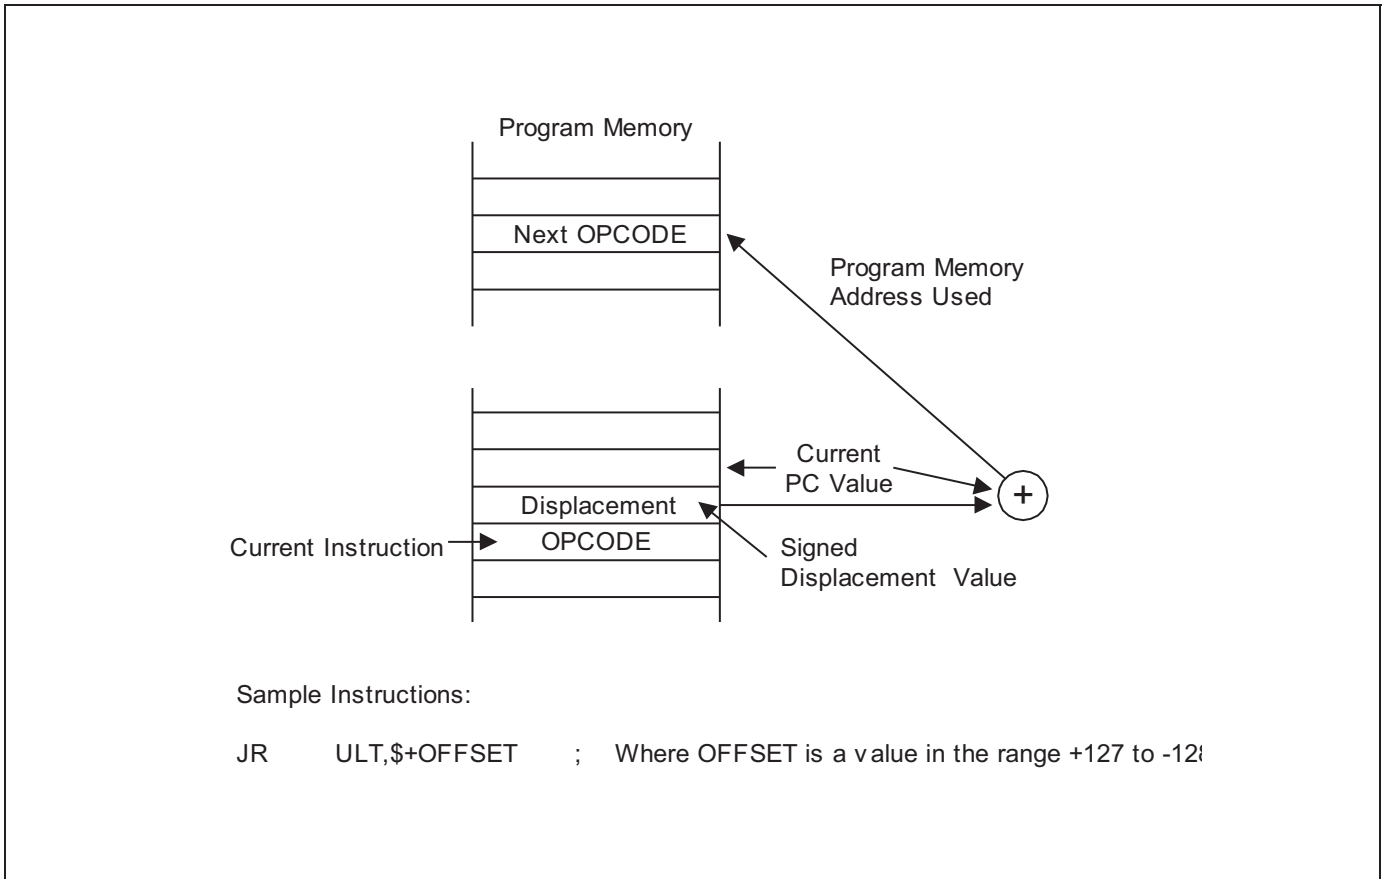 Program Memory
Next OPCODE
Program Memory
Address Used
Current
PC Value
+
Displacement
Current Instruction
OPCODE
Signed
Displacement Value
Sample Instructions:
JR ULT,$+OFFSET ; Where OFFSET is a value in the range +127 to